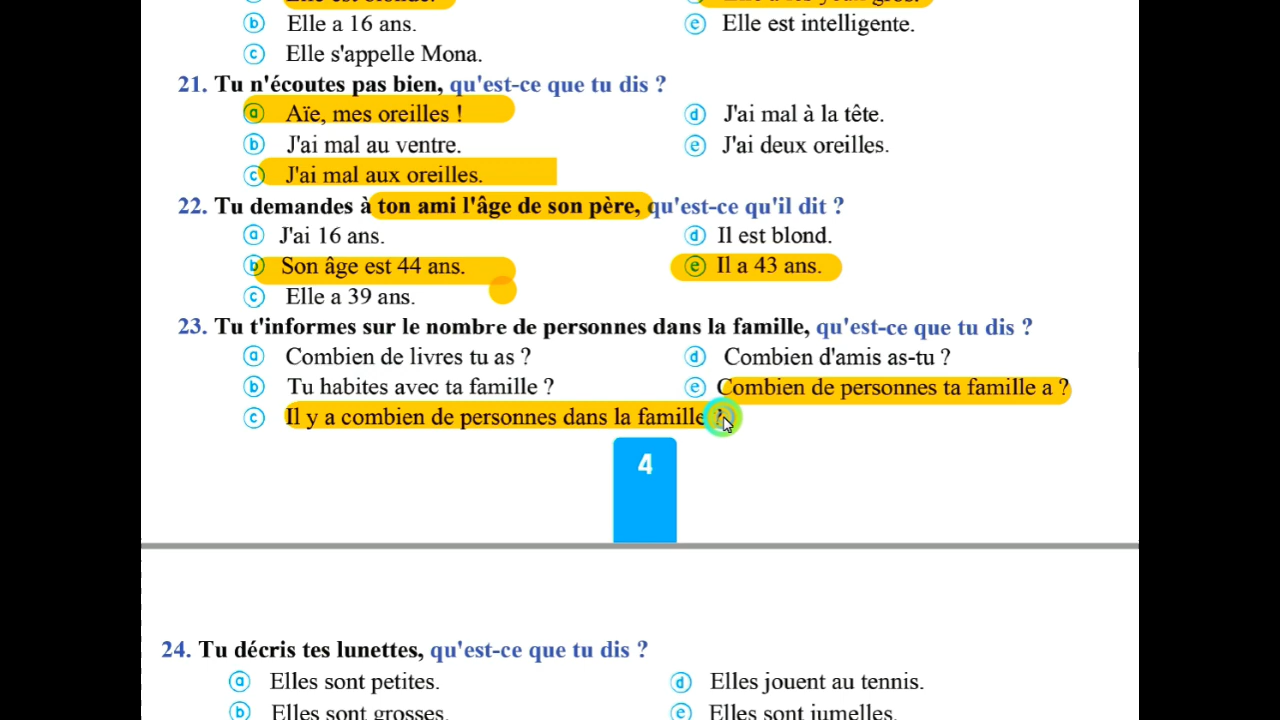 b Elle a 16 ans.
e Elle est intelligente.
c Elle s'appelle Mona.
21. Tu n'écoutes pas bien, qu'est-ce que tu dis ?
a Aïe, mes oreilles !
d J'ai mal à la tête.
b J'ai mal au ventre.
e J'ai deux oreilles.
c J'ai mal aux oreilles.
22. Tu demandes à ton ami l'âge de son père, qu'est-ce qu'il dit ?
a J'ai 16 ans.
d Il est blond.
b Son âge est 44 ans.
e Il a 43 ans.
c Elle a 39 ans.
23. Tu t'informes sur le nombre de personnes dans la famille, qu'est-ce que tu dis ?
a Combien de livres tu as ?
d Combien d'amis as-tu ?
b Tu habites avec ta famille ?
e Combien de personnes ta famille a ?
c Il y a combien de personnes dans la famille ?
4
24. Tu décris tes lunettes, qu'est-ce que tu dis ?
a Elles sont petites.
d Elles jouent au tennis.
b Elles sont grosses.
e Elles sont jumelles.